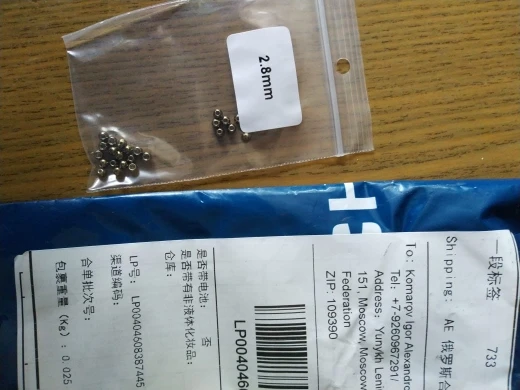 2.8mm
一段标签 733
Shipping: AE 俄罗斯合
To: Komarov Igor Alexand
Tel: +7-9260967291/
Address: Yunykh Leni
151, Moscow, Moskow
Federation
ZIP: 109390
LP0040460
是否带电池: 否
是否带有非液体化妆品:
仓库:
LP号: LP00404608387445
渠道编码:
合单批次号:
包裹重量 (Kg): 0.025